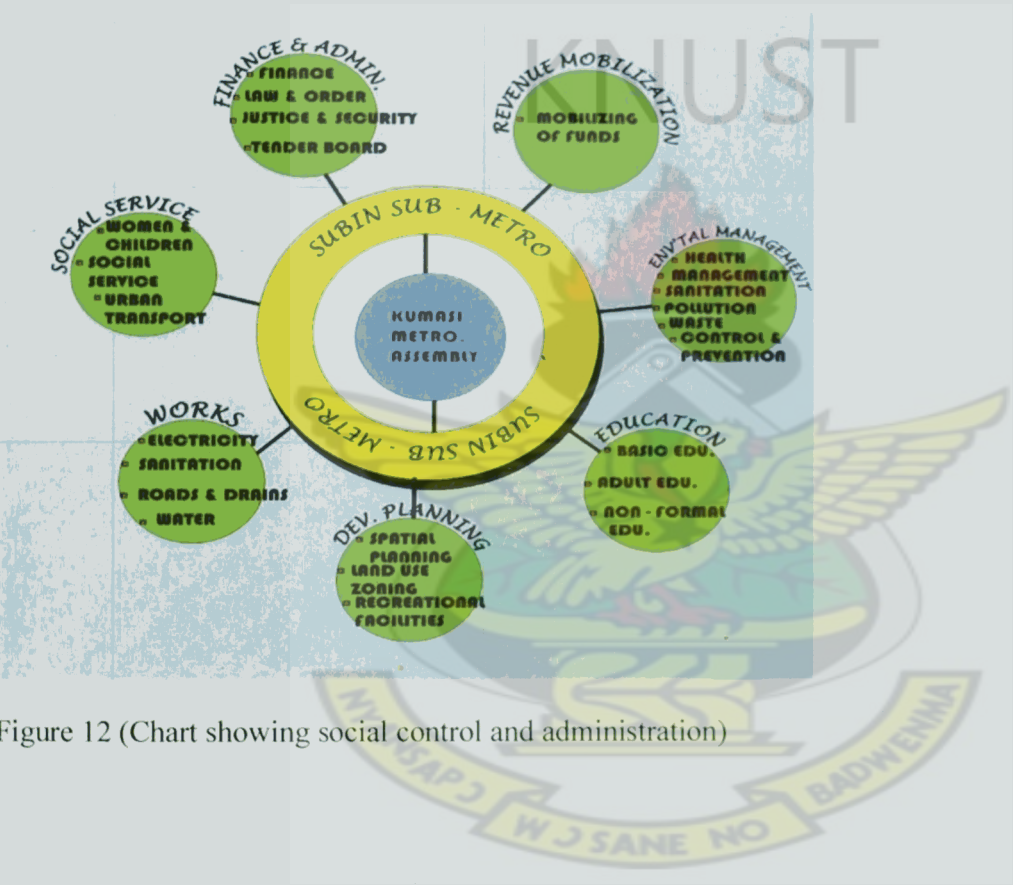 KNUST
FINANCE & ADMIN.
FINANCE
LAW & ORDER
JUSTICE & SECURITY
TENDER BOARD
REVENUE MOBILIZATION
MOBILIZING
OF FUNDS
SOCIAL SERVICE
WOMEN &
CHILDREN
SOCIAL
SERVICE
URBAN
TRANSPORT
SUBIN SUB - METRO
KUMASI
METRO.
ASSEMBLY
SUBIN SUB - METRO
ENVTAL MANAGEMENT
HEALTH
MANAGEMENT
SANITATION
POLLUTION
WASTE
CONTROL &
PREVENTION
WORKS
ELECTRICITY
SANITATION
ROADS & DRAINS
WATER
EDUCATION
BASIC EDU.
ADULT EDU.
NON - FORMAL
EDU.
DEV. PLANNING
SPATIAL
PLANNING
LAND USE
ZONING
RECREATIONAL
FACILITIES
Figure 12 (Chart showing social control and administration)
NYANSAPƆ
WƆSANE NO
BADWENMA